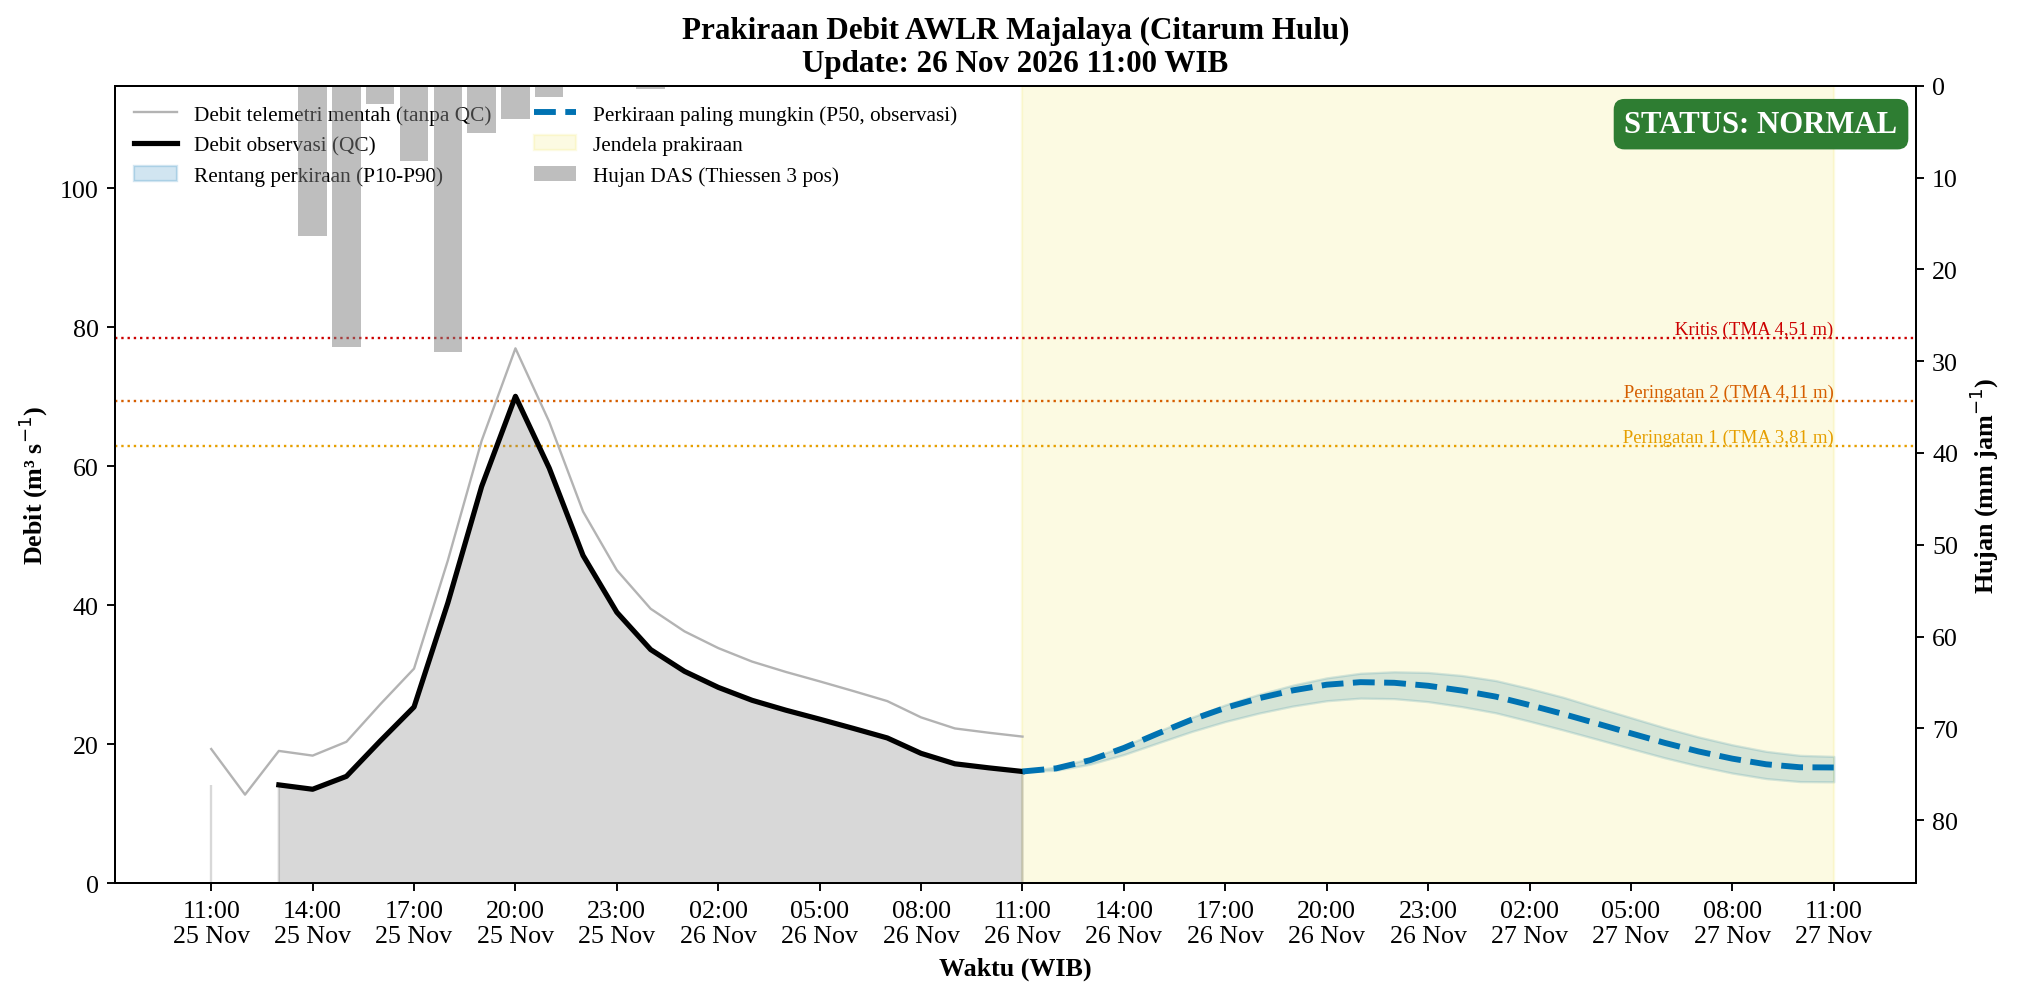 Prakiraan Debit AWLR Majalaya (Citarum Hulu)
Update: 26 Nov 2026 11:00 WIB
Debit telemetri mentah (tanpa QC)
Debit observasi (QC)
Rentang perkiraan (P10-P90)
Perkiraan paling mungkin (P50, observasi)
Jendela prakiraan
Hujan DAS (Thiessen 3 pos)
STATUS: NORMAL
Kritis (TMA 4,51 m)
Peringatan 2 (TMA 4,11 m)
Peringatan 1 (TMA 3,81 m)
Debit (m³ s⁻¹)
100
80
60
40
20
0
Hujan (mm jam⁻¹)
0
10
20
30
40
50
60
70
80
11:00 14:00 17:00 20:00 23:00 02:00 05:00 08:00 11:00 14:00 17:00 20:00 23:00 02:00 05:00 08:00 11:00
25 Nov 25 Nov 25 Nov 25 Nov 25 Nov 26 Nov 26 Nov 26 Nov 26 Nov 26 Nov 26 Nov 26 Nov 26 Nov 27 Nov 27 Nov 27 Nov 27 Nov
Waktu (WIB)